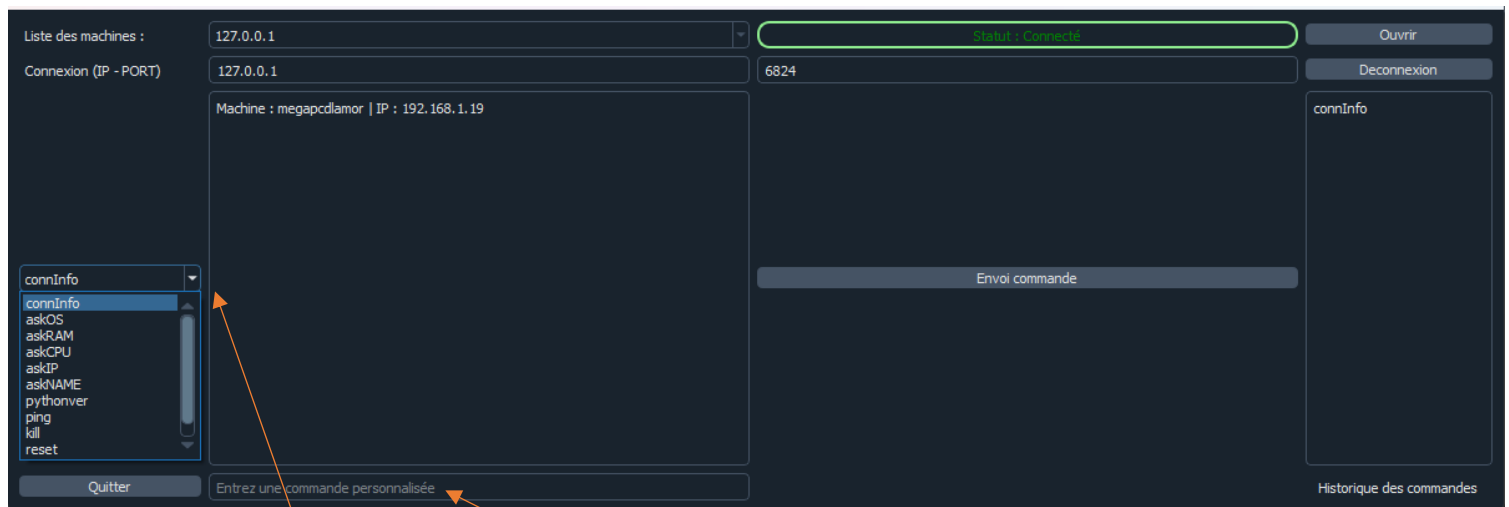 Liste des machines :
127.0.0.1
Statut : Connecté
Ouvrir
Connexion (IP - PORT)
127.0.0.1
6824
Deconnexion
Machine : megapcdlamor | IP : 192.168.1.19
connInfo
connInfo
Envoi commande
connInfo
askOS
askRAM
askCPU
askIP
askNAME
pythonver
ping
kill
reset
Quitter
Entrez une commande personnalisée
Historique des commandes